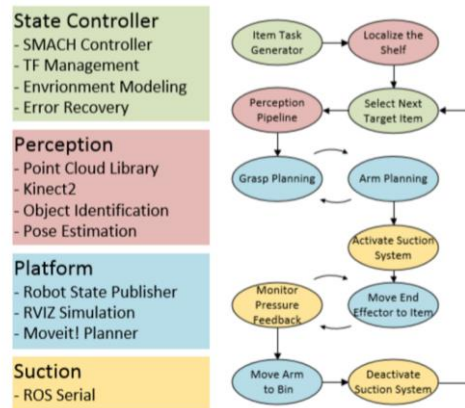 State Controller
- SMACH Controller
- TF Management
- Envrionment Modeling
- Error Recovery
Perception
- Point Cloud Library
- Kinect2
- Object Identification
- Pose Estimation
Platform
- Robot State Publisher
- RVIZ Simulation
- Moveit! Planner
Suction
- ROS Serial
Item Task
Generator
Localize the
Shelf
Perception
Pipeline
Select Next
Target Item
Grasp Planning
Arm Planning
Activate Suction
System
Monitor
Pressure
Feedback
Move End
Effector to Item
Move Arm
to Bin
Deactivate
Suction System